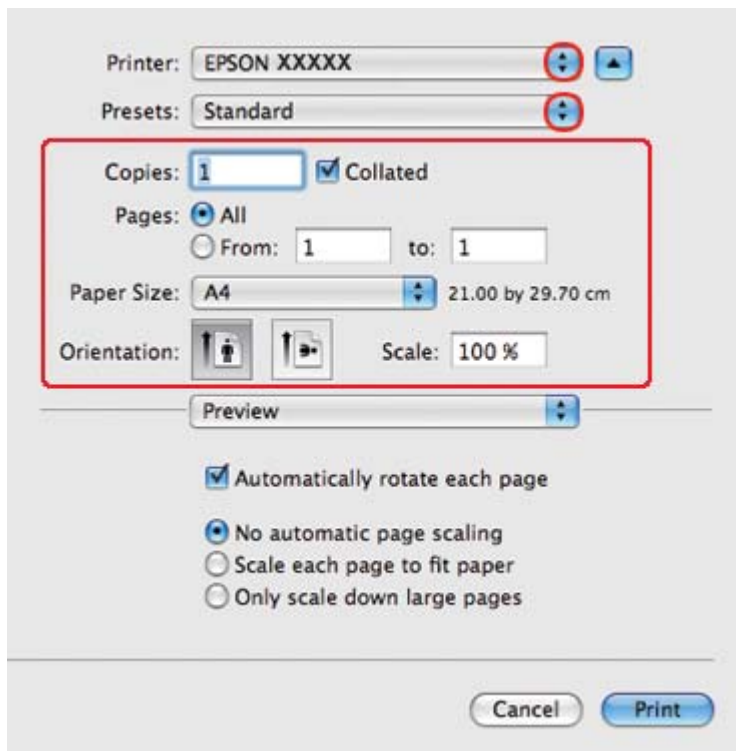 Printer: EPSON XXXXX
Presets: Standard
Copies: 1 Collated
Pages: All
From: 1 to: 1
Paper Size: A4 21.00 by 29.70 cm
Orientation: Scale: 100 %
Preview
Automatically rotate each page
No automatic page scaling
Scale each page to fit paper
Only scale down large pages
Cancel Print